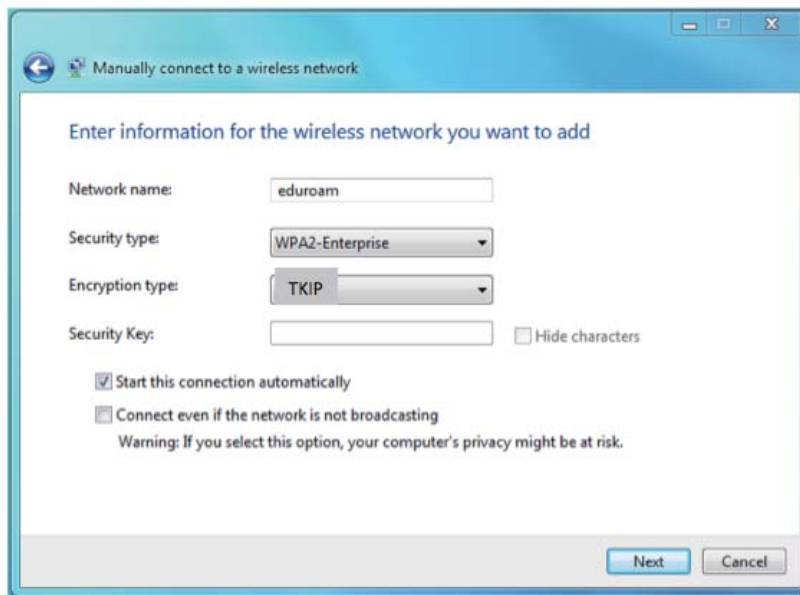 Manually connect to a wireless network
Enter information for the wireless network you want to add
Network name: eduroam
Security type: WPA2-Enterprise
Encryption type: TKIP
Security Key: Hide characters
Start this connection automatically
Connect even if the network is not broadcasting
Warning: If you select this option, your computer's privacy might be at risk.
Next Cancel